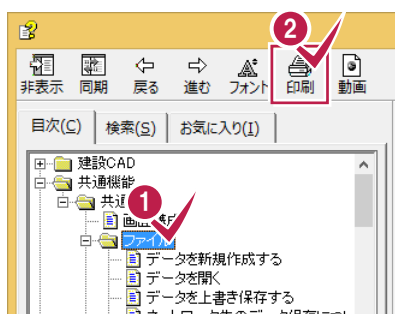 2
非表示 同期 戻る 進む フォント 印刷 動画
目次(C) 検索(S) お気に入り(I)
建設CAD
共通機能
1
ファイル
データを新規作成する
データを開く
データを上書き保存する